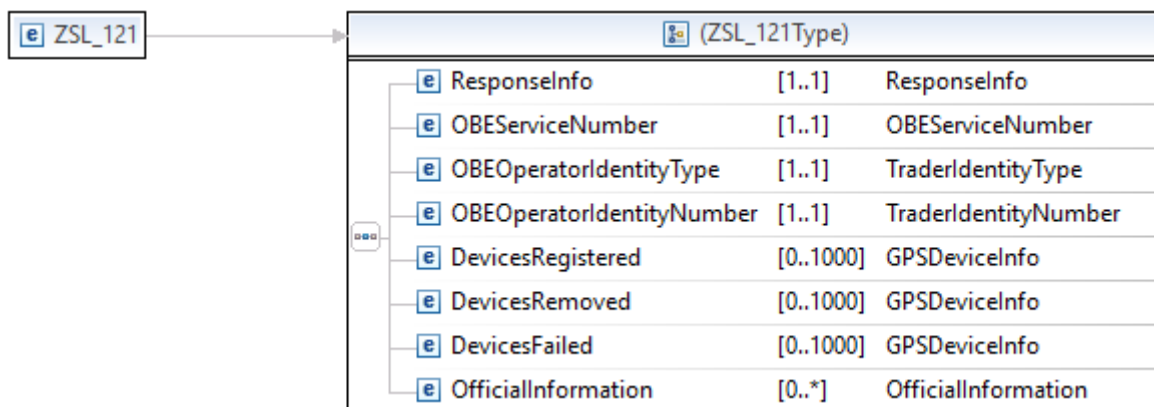 e ZSL_121
(ZSL_121Type)
e ResponseInfo [1..1] ResponseInfo
e OBEServiceNumber [1..1] OBEServiceNumber
e OBEOperatorIdentityType [1..1] TraderIdentityType
e OBEOperatorIdentityNumber [1..1] TraderIdentityNumber
e DevicesRegistered [0..1000] GPSDeviceInfo
e DevicesRemoved [0..1000] GPSDeviceInfo
e DevicesFailed [0..1000] GPSDeviceInfo
e OfficialInformation [0..*] OfficialInformation